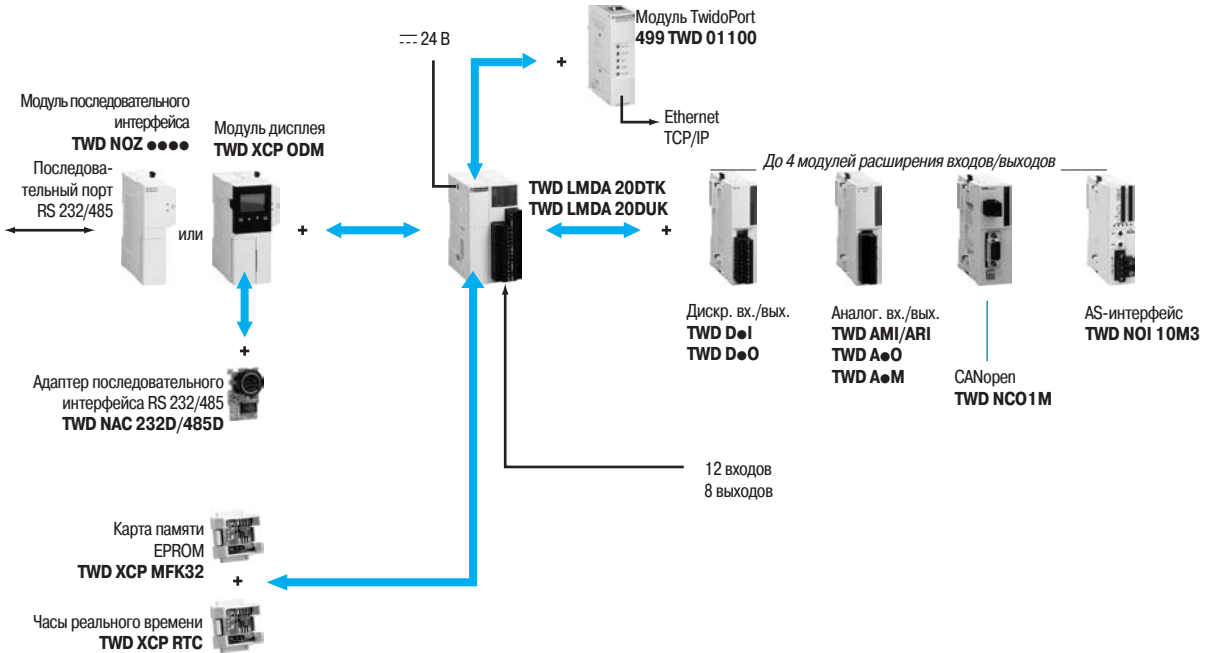 Модуль TwidoPort
499 TWD 01100
24 В
+
Ethernet
TCP/IP
Модуль последовательного
интерфейса
TWD NOZ ●●●●
Последова-
тельный порт
RS 232/485
или
Модуль дисплея
TWD XCP ODM
+
TWD LMDA 20DTK
TWD LMDA 20DUK
+
До 4 модулей расширения входов/выходов
Дискр. вх./вых.
TWD D●I
TWD D●O
Аналог. вх./вых.
TWD AMI/ARI
TWD A●O
TWD A●M
CANopen
TWD NCO1M
AS-интерфейс
TWD NOI 10M3
+
Адаптер последовательного
интерфейса RS 232/485
TWD NAC 232D/485D
12 входов
8 выходов
Карта памяти
EPROM
TWD XCP MFK32
+
Часы реального времени
TWD XCP RTC